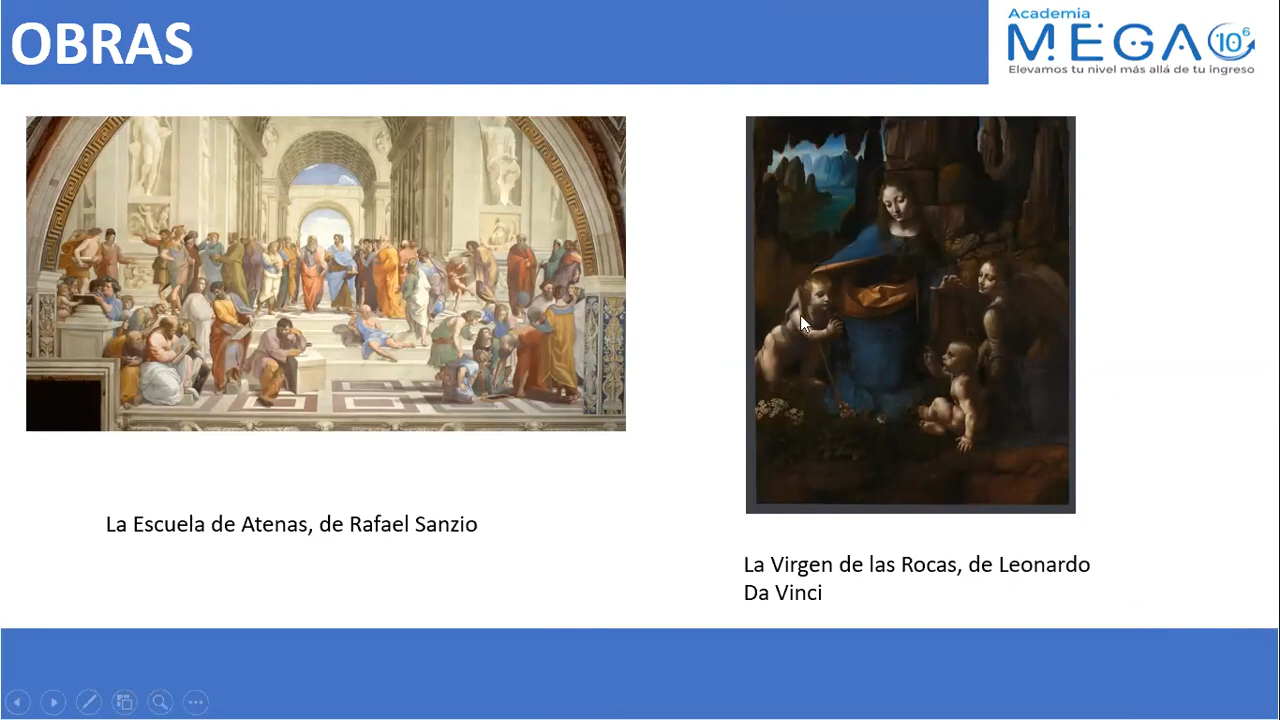 OBRAS
Academia
MEGA 10⁶
Elevamos tu nivel más allá de tu ingreso
La Escuela de Atenas, de Rafael Sanzio
La Virgen de las Rocas, de Leonardo
Da Vinci